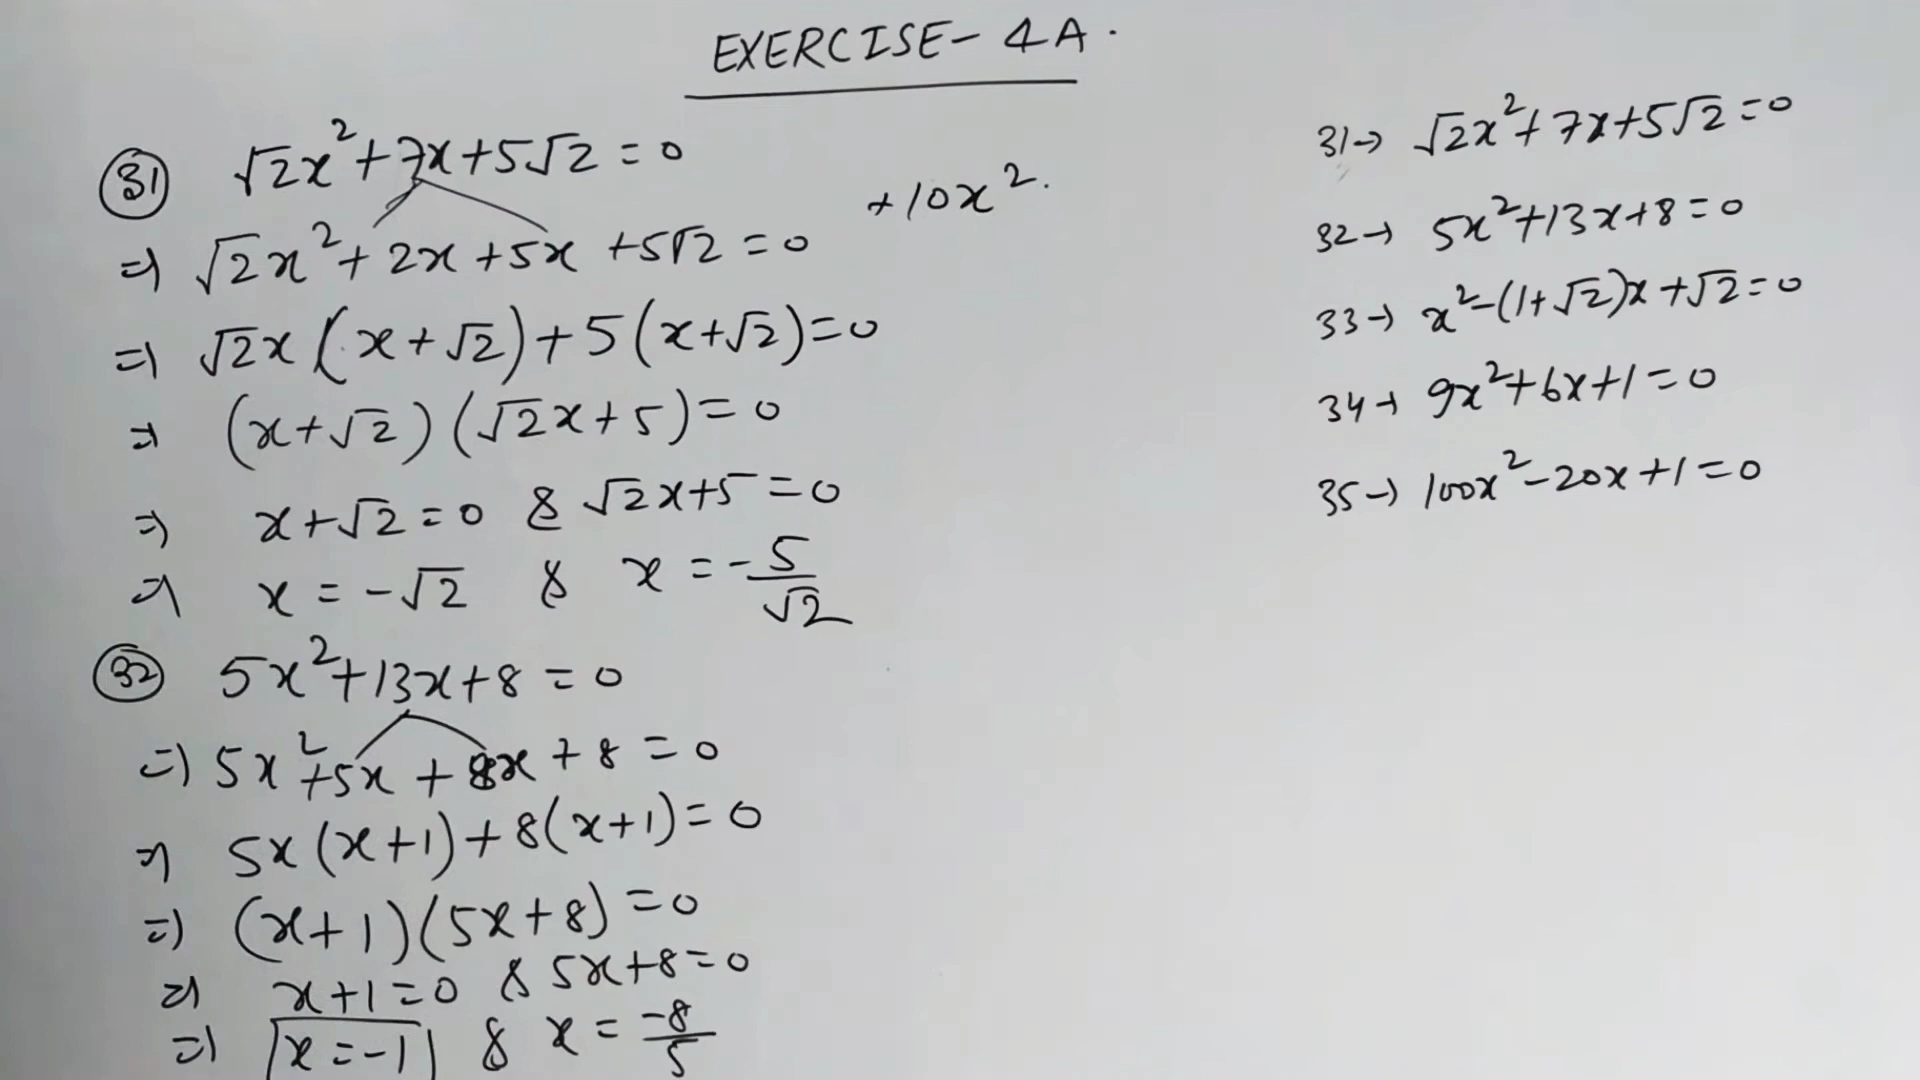 EXERCISE-4A.
31 √2x²+7x+5√2=0
+10x².
=) √2x²+2x+5x+5√2=0
=) √2x(x+√2)+5(x+√2)=0
=) (x+√2)(√2x+5)=0
=) x+√2=0 & √2x+5=0
=) x=-√2 & x=-5/√2
32 5x²+13x+8=0
=) 5x²+5x+8x+8=0
=) 5x(x+1)+8(x+1)=0
=) (x+1)(5x+8)=0
=) x+1=0 & 5x+8=0
=) x=-1 & x=-8/5
31→ √2x²+7x+5√2=0
32→ 5x²+13x+8=0
33→ x²-(1+√2)x+√2=0
34→ 9x²+6x+1=0
35→ 100x²-20x+1=0